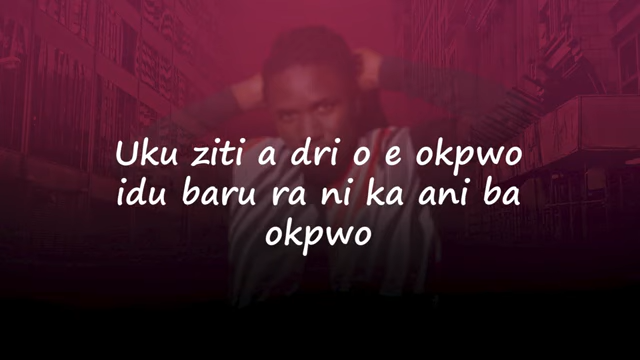 Uku ziti a dri o e okpwo
idu baru ra ni ka ani ba
okpwo